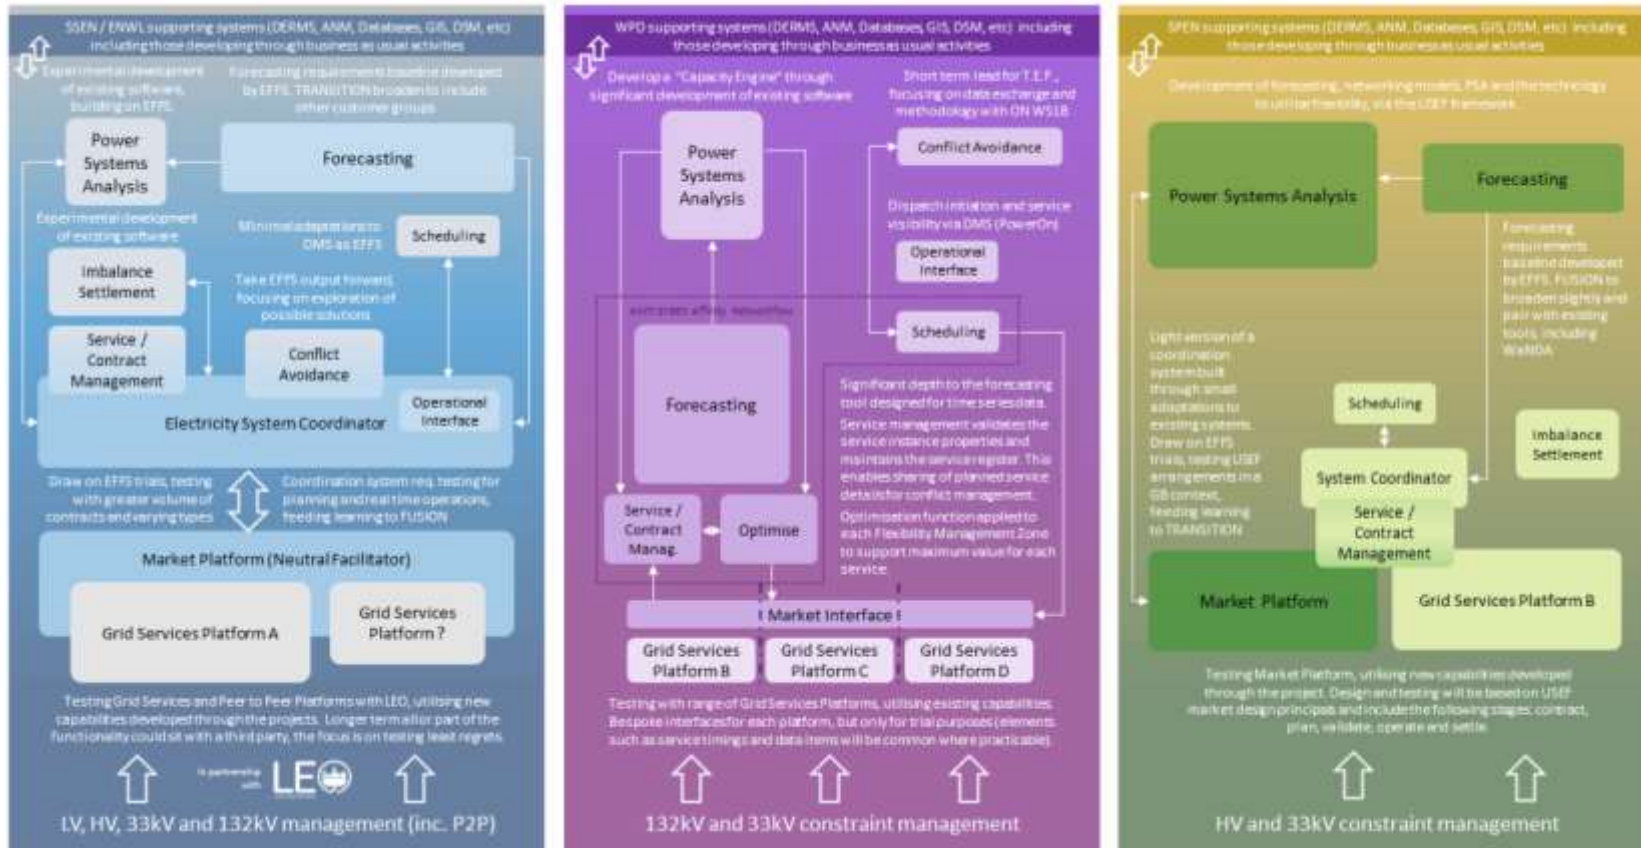 SSEN / ENWL supporting systems (DERMS, ANM, Databases, GIS, DSM, etc)
including those developing through business as usual activities
Experimental development
of existing software,
building on EFFS.
Forecasting requirements baseline developed
by EFFS. TRANSITION broaden to include
other customer groups
Power
Systems
Analysis
Forecasting
Experimental development
of existing software
Minimal adaptations to
DMS as EFFS
Scheduling
Imbalance
Settlement
Take EFFS output forward,
focusing on exploration of
possible solutions
Service /
Contract
Management
Conflict
Avoidance
Operational
Interface
Electricity System Coordinator
Draw on EFFS trials, testing
with greater volume of
contracts and varying types
Coordination system req. testing for
planning and real time operations,
feeding learning to FUSION
Market Platform (Neutral Facilitator)
Grid Services Platform A
Grid Services
Platform ?
Testing Grid Services and Peer to Peer Platforms with LEO, utilising new
capabilities developed through the projects. Longer term all or part of the
functionality could sit with a third party, the focus is on testing least regrets.
In partnership
with
LEO
LV, HV, 33kV and 132kV management (inc. P2P)
WPD supporting systems (DERMS, ANM, Databases, GIS, DSM, etc) including
those developing through business as usual activities
Develop a "Capacity Engine" through
significant development of existing software
Short term lead for T.E.F.,
focusing on data exchange and
methodology with ON WS1B
Power
Systems
Analysis
Conflict Avoidance
Dispatch initiation and service
visibility via DMS (PowerOn)
Operational
Interface
Scheduling
Forecasting
Significant depth to the forecasting
tool designed for time series data.
Service management validates the
service instance properties and
maintains the service register. This
enables sharing of planned service
details for conflict management.
Optimisation function applied to
each Flexibility Management Zone
to support maximum value for each
service.
Service /
Contract
Manag.
Optimise
Market Interface
Grid Services
Platform B
Grid Services
Platform C
Grid Services
Platform D
Testing with range of Grid Services Platforms, utilising existing capabilities.
Bespoke interfaces for each platform, but only for trial purposes (elements
such as service timings and data items will be common where practicable).
132kV and 33kV constraint management
SPEN supporting systems (DERMS, ANM, Databases, GIS, DSM, etc) including
those developing through business as usual activities
Development of forecasting, networking models, PSA and the technology
to utilise flexibility, via the USEF framework.
Power Systems Analysis
Forecasting
Forecasting
requirements
baseline developed
by EFFS. FUSION to
broaden slightly and
pair with existing
tools, including
WANDA
Light version of a
coordination
system built
through small
adaptations to
existing systems.
Draw on EFFS
trials, testing USEF
arrangements in a
GB context,
feeding learning
to TRANSITION
Scheduling
Imbalance
Settlement
System Coordinator
Service /
Contract
Management
Market Platform
Grid Services Platform B
Testing Market Platform, utilising new capabilities developed
through the project. Design and testing will be based on USEF
market design principals and include the following stages: contract,
plan, validate, operate and settle.
HV and 33kV constraint management